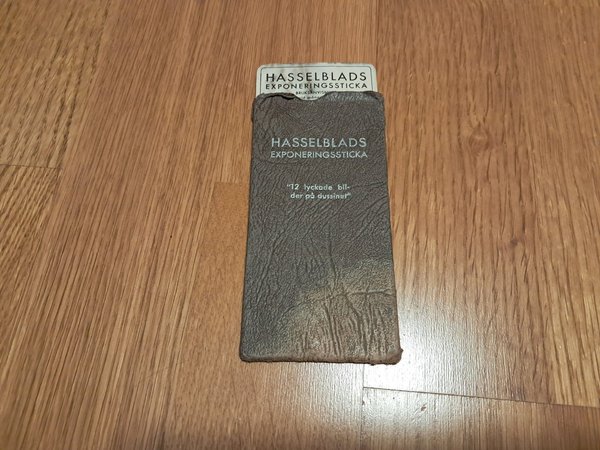 HASSELBLADS
EXPONERINGSSTICKA
HASSELBLADS
EXPONERINGSSTICKA
"12 lyckade bil-
der på dussinet"